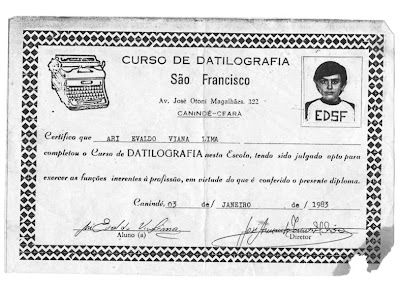 CURSO DE DATILOGRAFIA
São Francisco
Av. José Otoni Magalhães, 322
CANINDÉ-CEARÁ
EDSF
Certifico que ARI EVALDO VIANA LIMA
completou o Curso de DATILOGRAFIA nesta Escola, tendo sido julgado apto para
exercer as funções inerentes à profissão, em virtude do que é conferido o presente diploma.
Canindé, 03 de/ JANEIRO de / 1983
Aluno (a)
Diretor